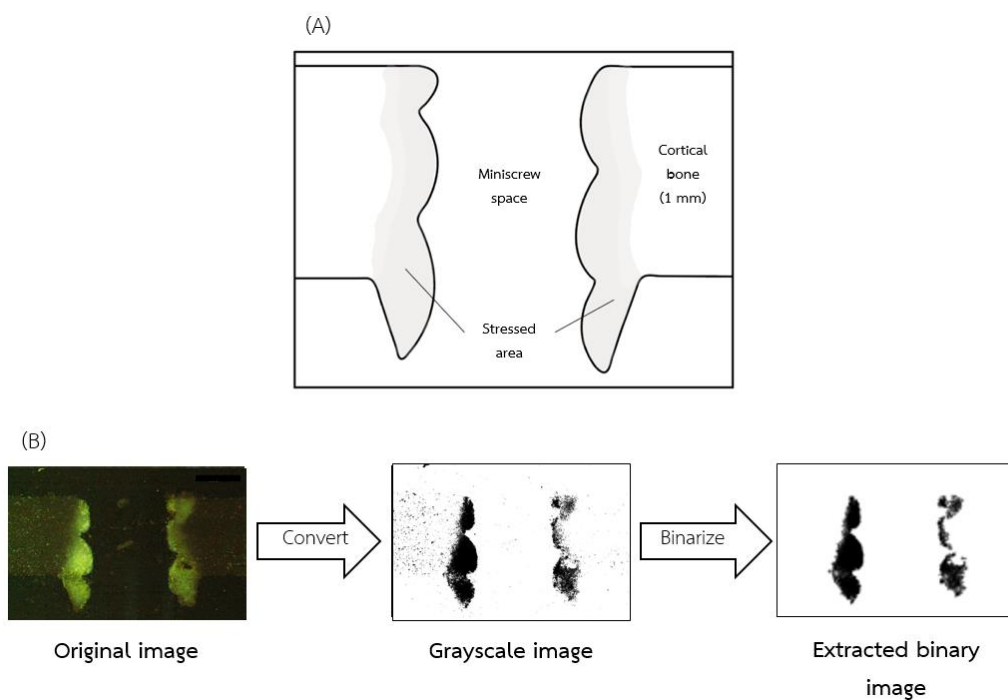 (A)
Miniscrew
space
Cortical
bone
(1 mm)
Stressed
area
(B)
Convert
Binarize
Original image
Grayscale image
Extracted binary
image